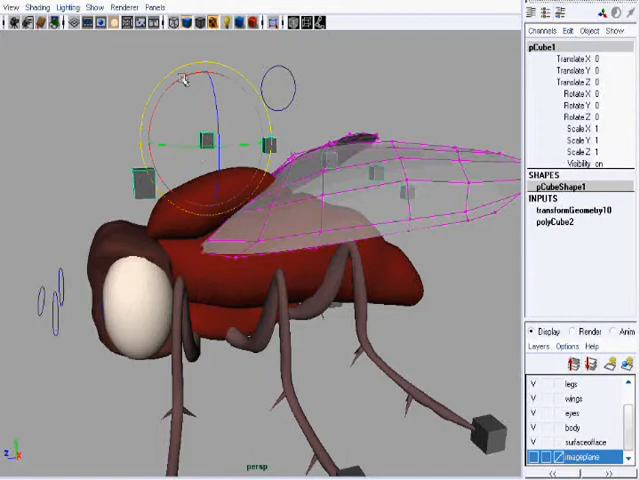 View Shading Lighting Show Renderer Panels
Channels Edit Object Show
pCube1
Translate X 0
Translate Y 0
Translate Z 0
Rotate X 0
Rotate Y 0
Rotate Z 0
Scale X 1
Scale Y 1
Scale Z 1
Visibility on
SHAPES
pCubeShape1
INPUTS
transformGeometry10
polyCube2
Display Render Anim
Layers Options Help
V legs
V wings
V eyes
V body
V surfaceofface
imageplane
persp
z x
<< >>